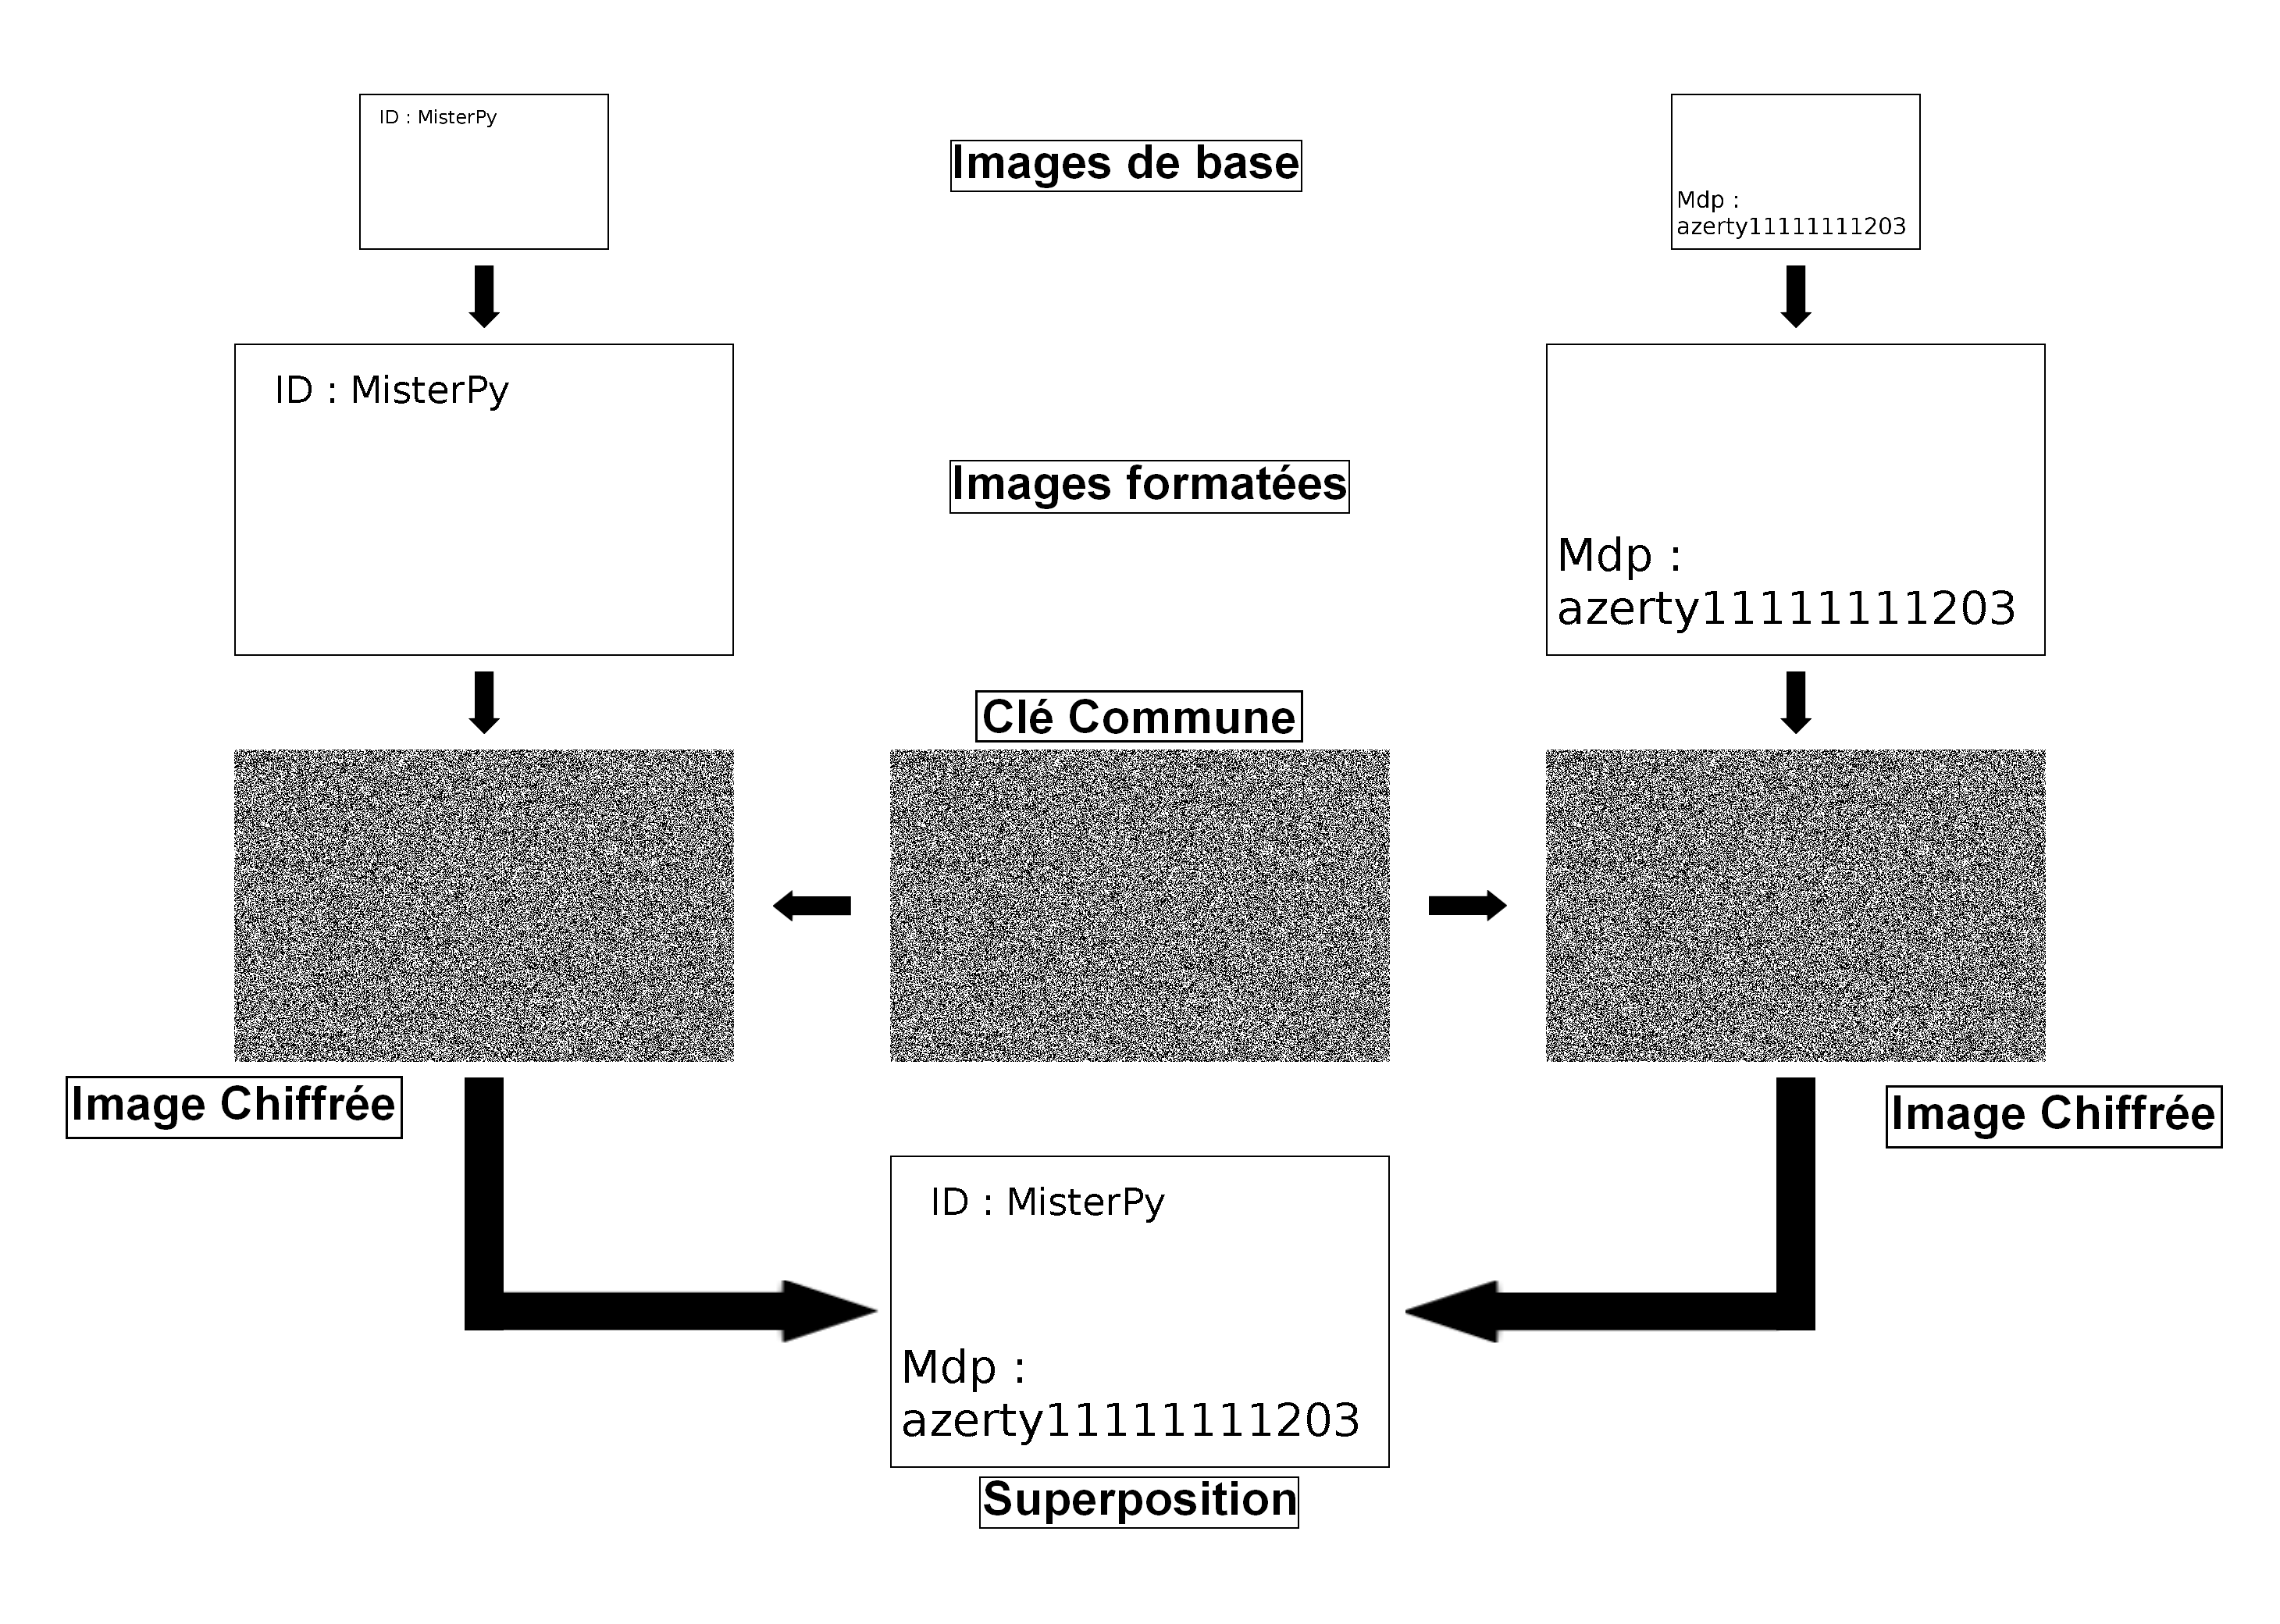 ID : MisterPy
Images de base
Mdp :
azerty11111111203
ID : MisterPy
Images formatées
Mdp :
azerty11111111203
Clé Commune
Image Chiffrée
Image Chiffrée
ID : MisterPy
Mdp :
azerty11111111203
Superposition